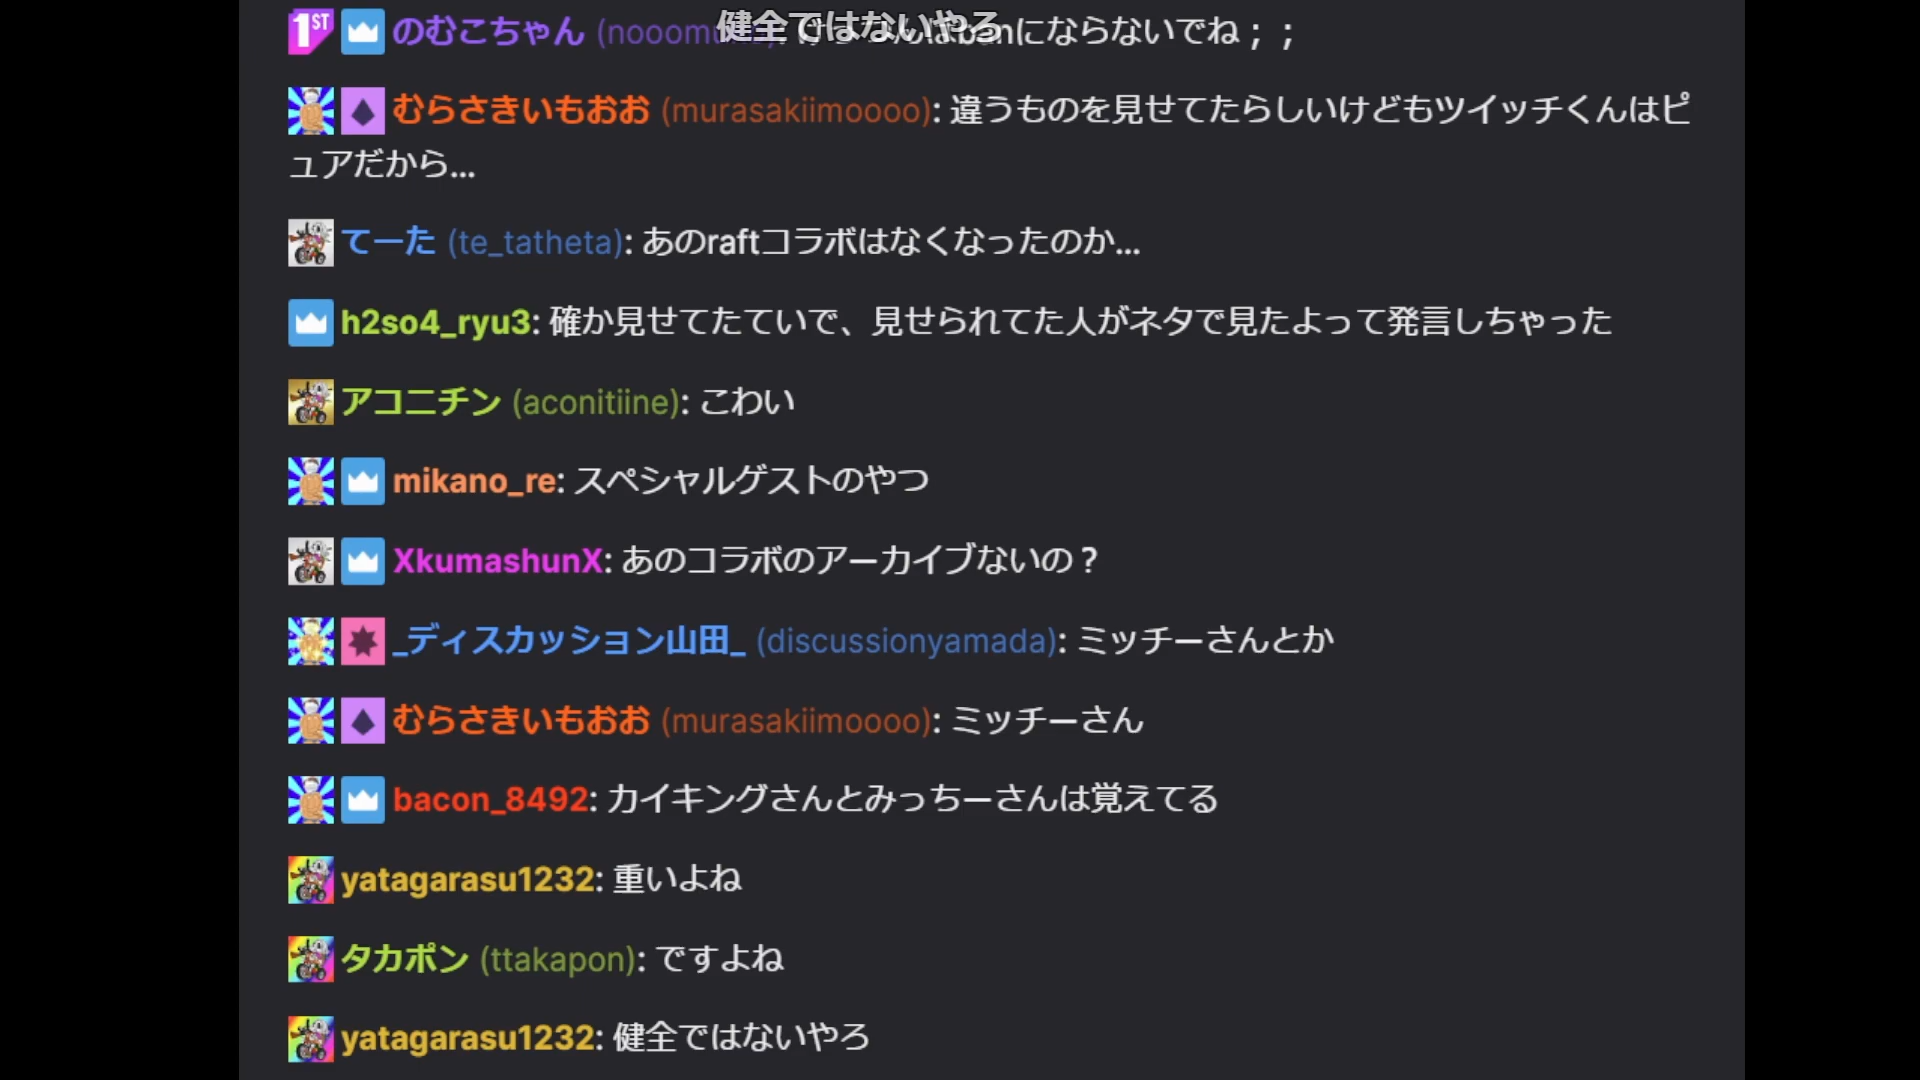 健全ではないやろ
1ST のむこちゃん にならないでね；；
むらさきいもおお (murasakiimoooo): 違うものを見せてたらしいけどもツイッチくんはピ
ュアだから...
てーた (te_tatheta): あのraftコラボはなくなったのか...
h2so4_ryu3: 確か見せてたていで、見せられてた人がネタで見たよって発言しちゃった
アコニチン (aconitiine): こわい
mikano_re: スペシャルゲストのやつ
XkumashunX: あのコラボのアーカイブないの？
_ディスカッション山田_ (discussionyamada): ミッチーさんとか
むらさきいもおお (murasakiimoooo): ミッチーさん
bacon_8492: カイキングさんとみっちーさんは覚えてる
yatagarasu1232: 重いよね
タカポン (ttakapon): ですよね
yatagarasu1232: 健全ではないやろ